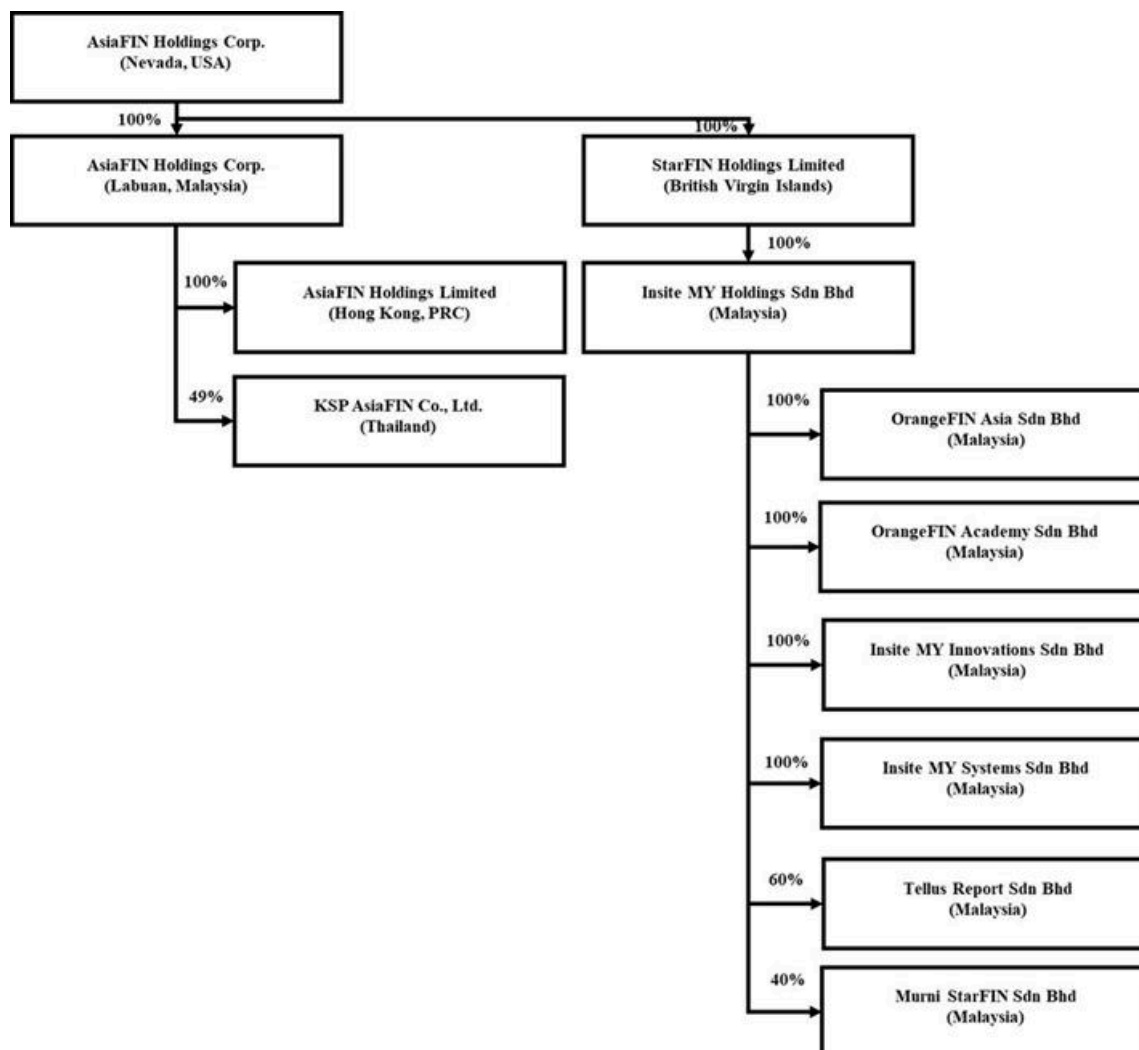 AsiaFIN Holdings Corp.
(Nevada, USA)
100%
100%
AsiaFIN Holdings Corp.
(Labuan, Malaysia)
StarFIN Holdings Limited
(British Virgin Islands)
100%
100%
AsiaFIN Holdings Limited
(Hong Kong, PRC)
Insite MY Holdings Sdn Bhd
(Malaysia)
49%
KSP AsiaFIN Co., Ltd.
(Thailand)
100%
OrangeFIN Asia Sdn Bhd
(Malaysia)
100%
OrangeFIN Academy Sdn Bhd
(Malaysia)
100%
Insite MY Innovations Sdn Bhd
(Malaysia)
100%
Insite MY Systems Sdn Bhd
(Malaysia)
60%
Tellus Report Sdn Bhd
(Malaysia)
40%
Murni StarFIN Sdn Bhd
(Malaysia)